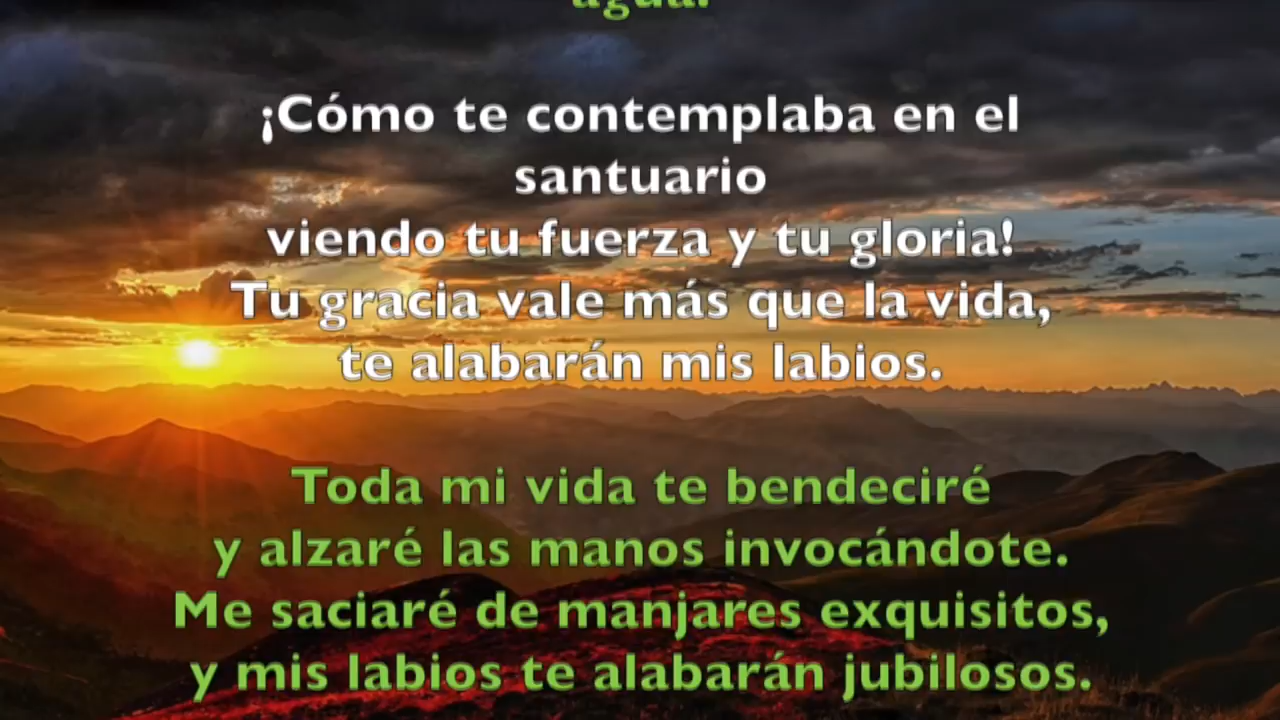 agua.
¡Cómo te contemplaba en el
santuario
viendo tu fuerza y tu gloria!
Tu gracia vale más que la vida,
te alabarán mis labios.
Toda mi vida te bendeciré
y alzaré las manos invocándote.
Me saciaré de manjares exquisitos,
y mis labios te alabarán jubilosos.